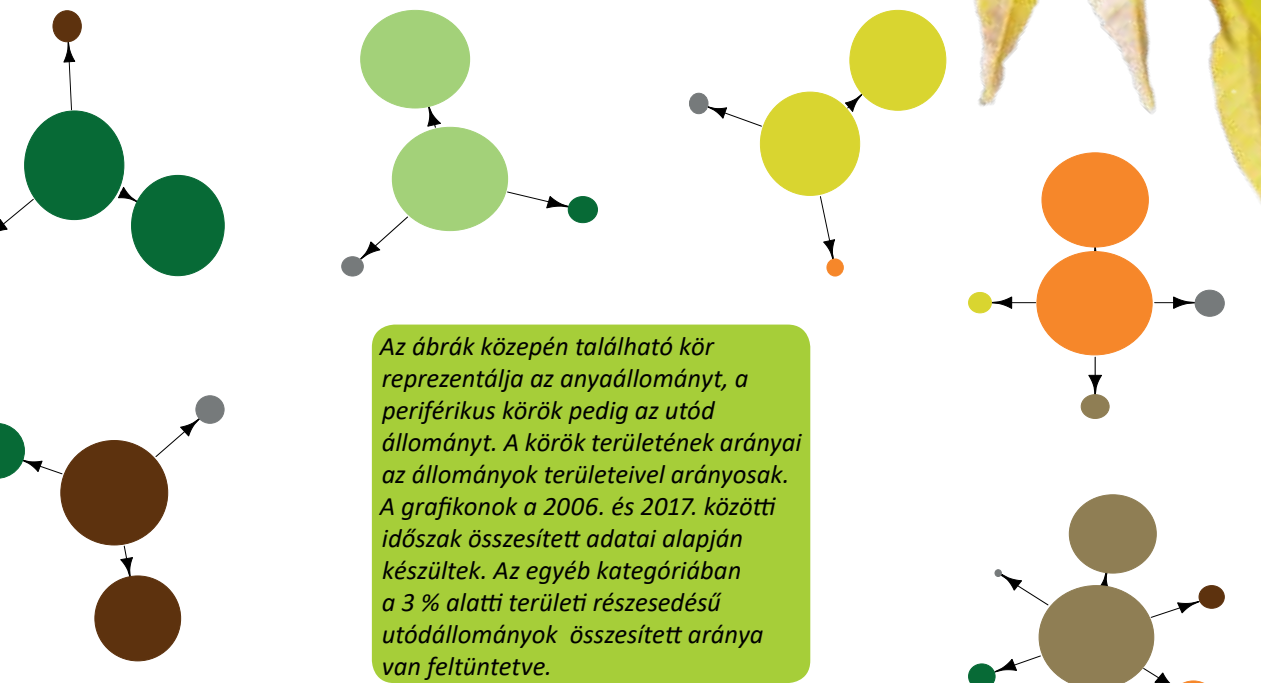 Az ábrák közepén található kör
reprezentálja az anyaállományt, a
periférikus körök pedig az utód
állományt. A körök területének arányai
az állományok területeivel arányosak.
A grafikonok a 2006. és 2017. közötti
időszak összesített adatai alapján
készültek. Az egyéb kategóriában
a 3 % alatti területi részesedésű
utódállományok összesített aránya
van feltüntetve.